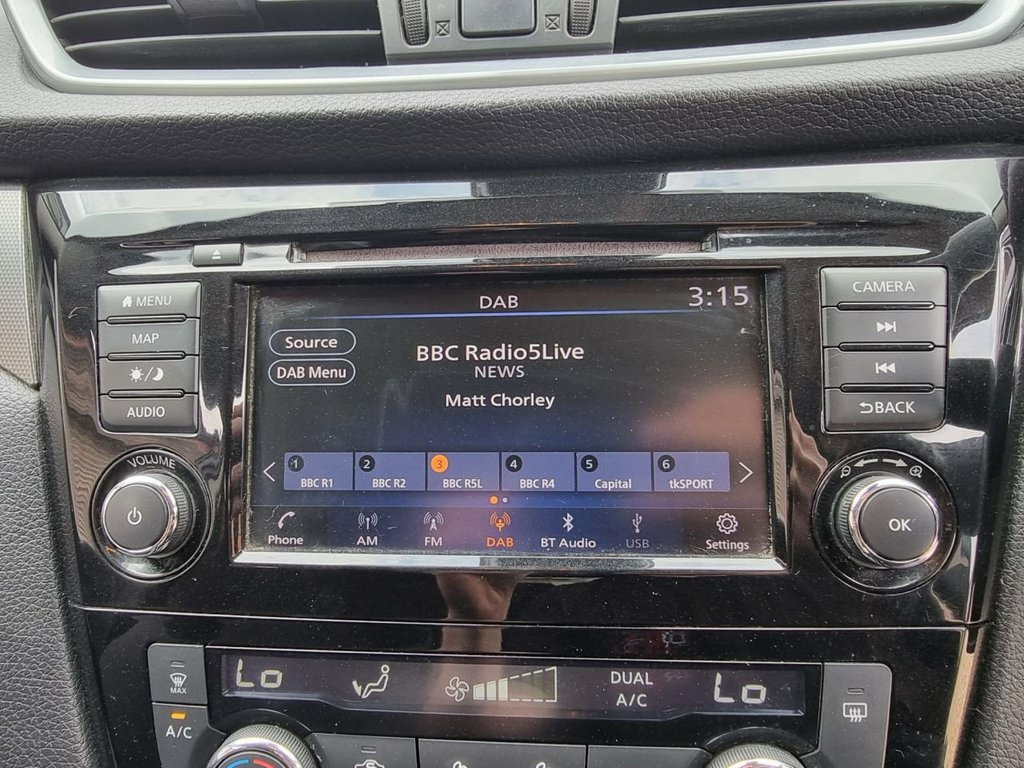 DAB 3:15
MENU
MAP
AUDIO
VOLUME
Source
DAB Menu
BBC Radio5Live
NEWS
Matt Chorley
1 BBC R1
2 BBC R2
3 BBC R5L
4 BBC R4
5 Capital
6 tkSPORT
Phone AM FM DAB BT Audio USB Settings
CAMERA
BACK
OK
MAX
A/C
Lo
DUAL
A/C
Lo